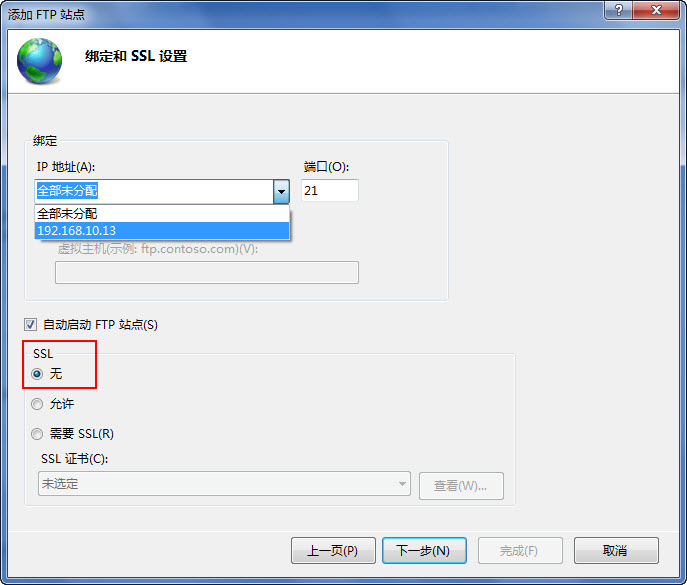 添加 FTP 站点
绑定和 SSL 设置
绑定
IP 地址(A):
端口(O):
全部未分配
21
全部未分配
192.168.10.13
虚拟主机(示例: ftp.contoso.com)(V):
自动启动 FTP 站点(S)
SSL
无
允许
需要 SSL(R)
SSL 证书(C):
未选定
查看(W)...
上一页(P)
下一步(N)
完成(F)
取消